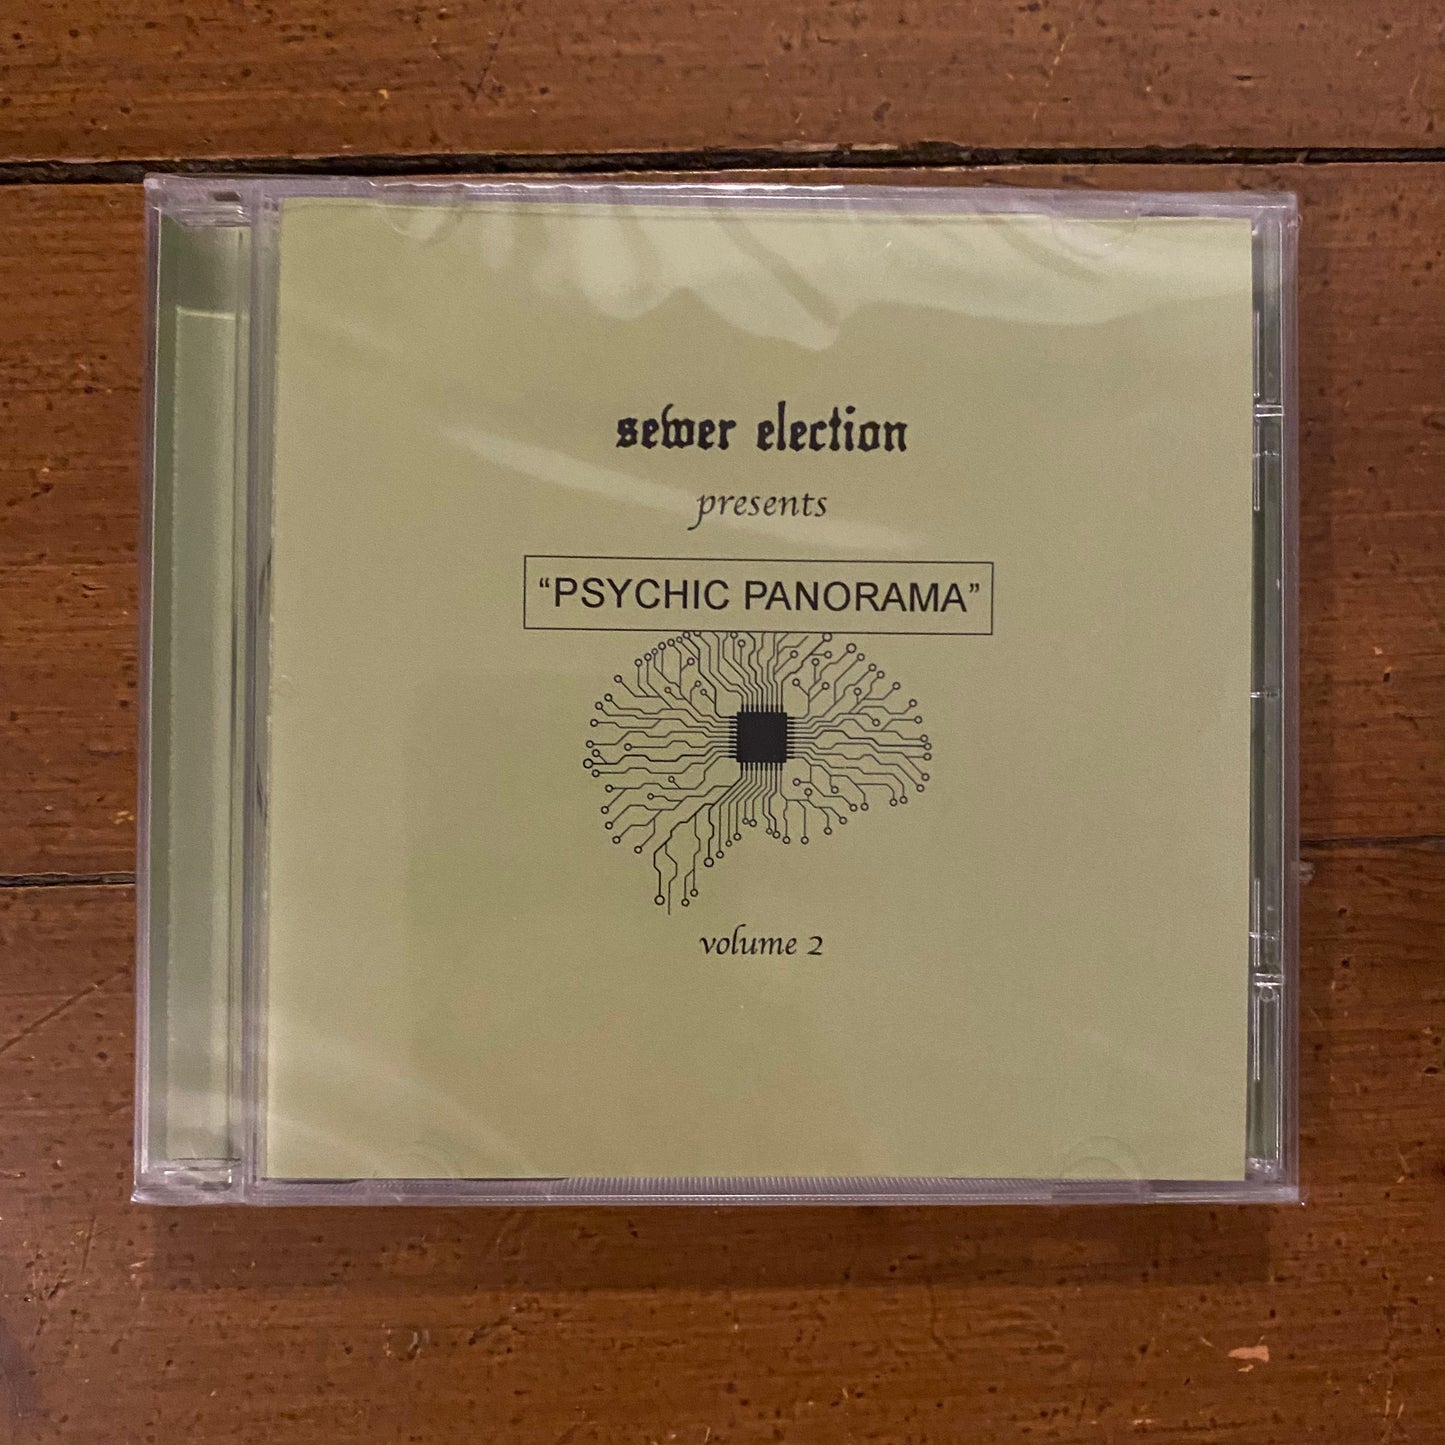 sewer election
presents
“PSYCHIC PANORAMA”
volume 2